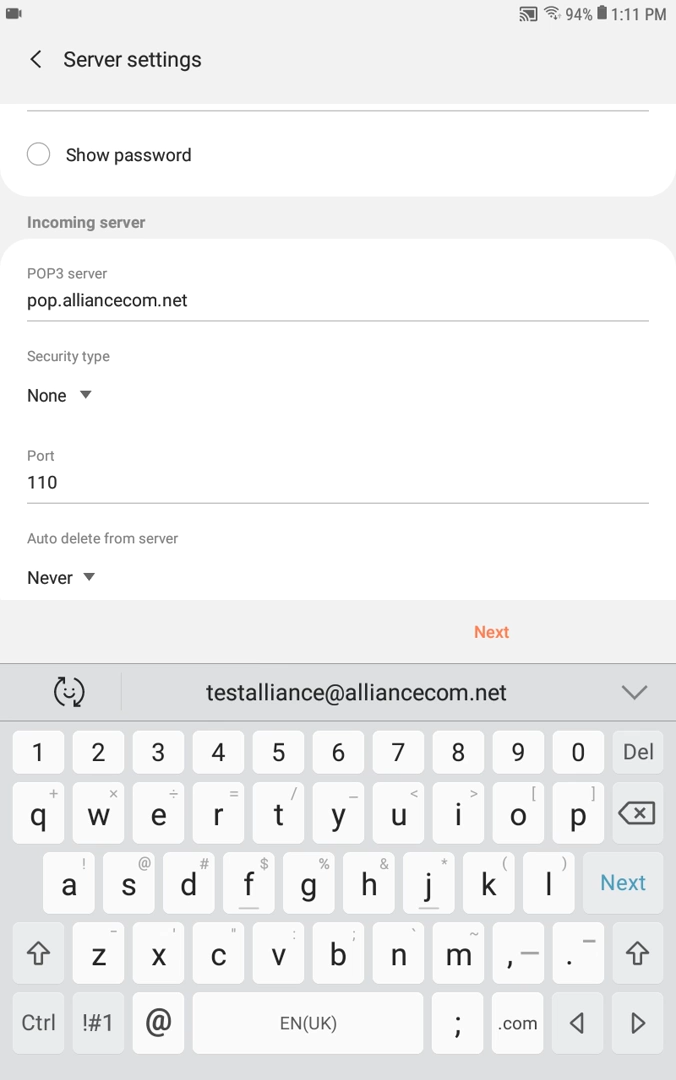 94% 1:11 PM
Server settings
Show password
Incoming server
POP3 server
pop.alliancecom.net
Security type
None
Port
110
Auto delete from server
Never
Next
testalliance@alliancecom.net
1 2 3 4 5 6 7 8 9 0 Del
+ × ÷ = / _ < > [ ]
q w e r t y u i o p
! @ # $ % & * ( )
a s d f g h j k l Next
- ' " : ; ` ~
z x c v b n m , .
Ctrl !#1 @ EN(UK) ; .com